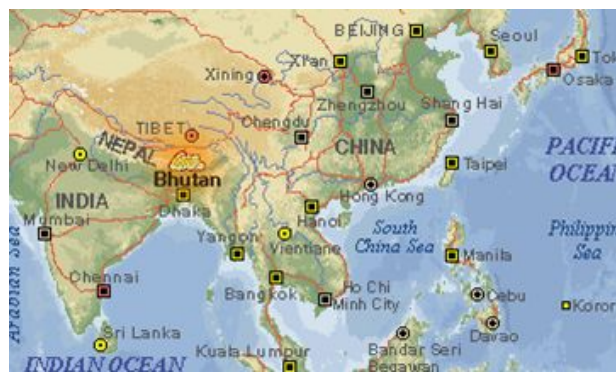 BEIJING
Seoul
Xi'an
Tok
Xining
Osaka
Zhengzhou
Shang Hai
TIBET
Chengdu
NEPAL
CHINA
PACIFI
OCEAN
New Delhi
Taipei
Bhutan
INDIA
Dhaka
Hong Kong
Hanoi
Mumbai
South
China Sea
Philippin
Sea
Yangon
Vientiane
Manila
Arabian Sea
Chennai
Bangkok
Ho Chi
Minh City
Cebu
Koror
Davao
Sri Lanka
Kuala Lumpur
Bandar Seri
Begawan
INDIAN OCEAN